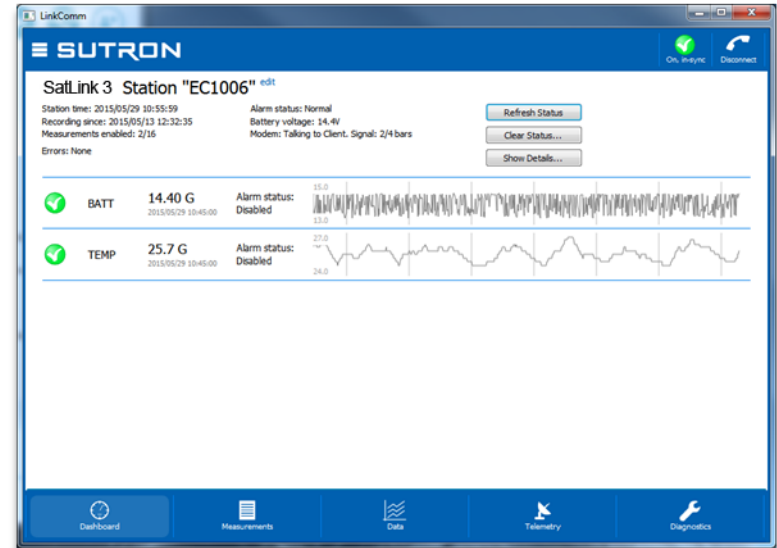 LinkComm
SUTRON
On, in-sync
Disconnect
SatLink 3 Station "EC1006" edit
Station time: 2015/05/29 10:55:59
Recording since: 2015/05/13 12:32:35
Measurements enabled: 2/16
Errors: None
Alarm status: Normal
Battery voltage: 14.4V
Modem: Talking to Client. Signal: 2/4 bars
Refresh Status
Clear Status...
Show Details...
BATT
14.40 G
2015/05/29 10:45:00
Alarm status:
Disabled
15.0
13.0
TEMP
25.7 G
2015/05/29 10:45:00
Alarm status:
Disabled
27.0
24.0
Dashboard
Measurements
Data
Telemetry
Diagnostics